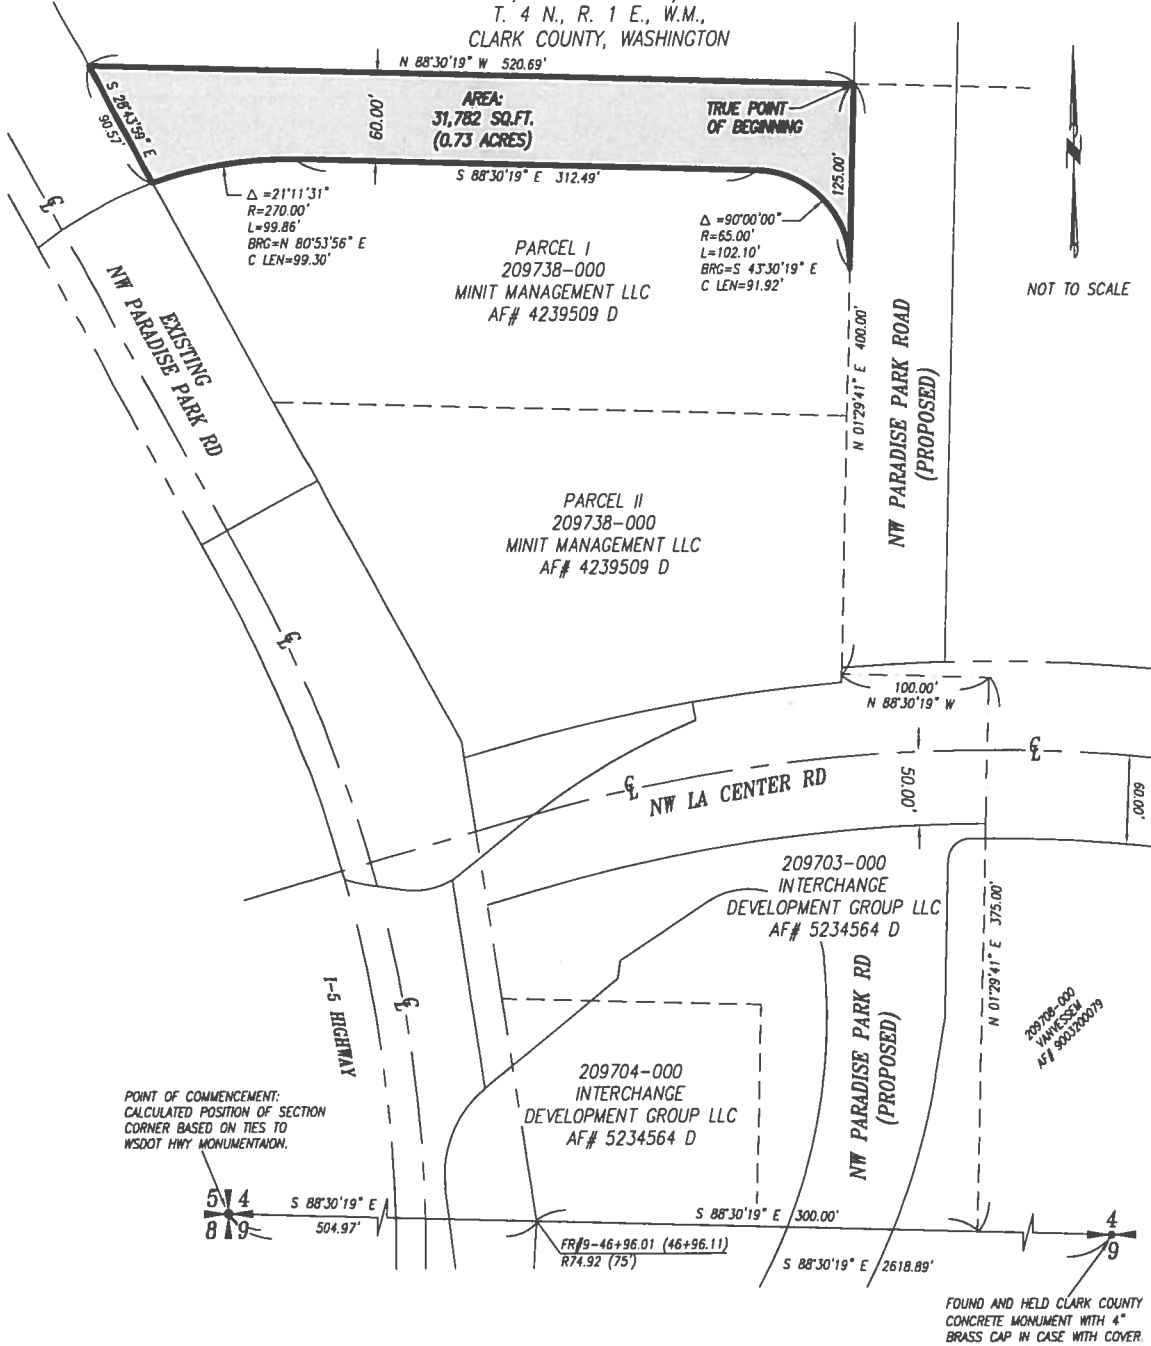 T. 4 N., R. 1 E., W.M.,
CLARK COUNTY, WASHINGTON
N 88°30'19" W 520.69'
S 28°43'59" E
90.57'
60.00'
AREA:
31,782 SQ.FT.
(0.73 ACRES)
TRUE POINT
OF BEGINNING
125.00'
S 88°30'19" E 312.49'
Δ =21°11'31"
R=270.00'
L=99.86'
BRG=N 80°53'56" E
C LEN=99.30'
Δ =90°00'00"
R=65.00'
L=102.10'
BRG=S 43°30'19" E
C LEN=91.92'
N
NOT TO SCALE
PARCEL I
209738-000
MINIT MANAGEMENT LLC
AF# 4239509 D
CL
EXISTING
NW PARADISE PARK RD
N 01°29'41" E 400.00'
NW PARADISE PARK ROAD
(PROPOSED)
PARCEL II
209738-000
MINIT MANAGEMENT LLC
AF# 4239509 D
CL
100.00'
N 88°30'19" W
CL
CL
NW LA CENTER RD
50.00'
60.00'
209703-000
INTERCHANGE
DEVELOPMENT GROUP LLC
AF# 5234564 D
N 01°29'41" E 375.00'
NW PARADISE PARK RD
(PROPOSED)
209708-000
VANVESSEM
AF# 9003200079
CL
I-5 HIGHWAY
209704-000
INTERCHANGE
DEVELOPMENT GROUP LLC
AF# 5234564 D
POINT OF COMMENCEMENT:
CALCULATED POSITION OF SECTION
CORNER BASED ON TIES TO
WSDOT HWY MONUMENTAION.
5 4
8 9
S 88°30'19" E
504.97'
S 88°30'19" E 300.00'
FR#9-46+96.01 (46+96.11)
R74.92 (75')
S 88°30'19" E 2618.89'
4
9
FOUND AND HELD CLARK COUNTY
CONCRETE MONUMENT WITH 4"
BRASS CAP IN CASE WITH COVER.